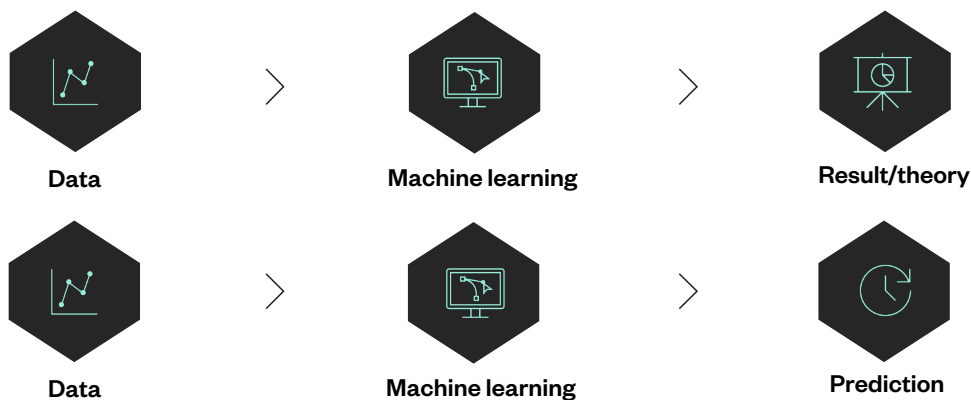 Data
Machine learning
Result/theory
Data
Machine learning
Prediction